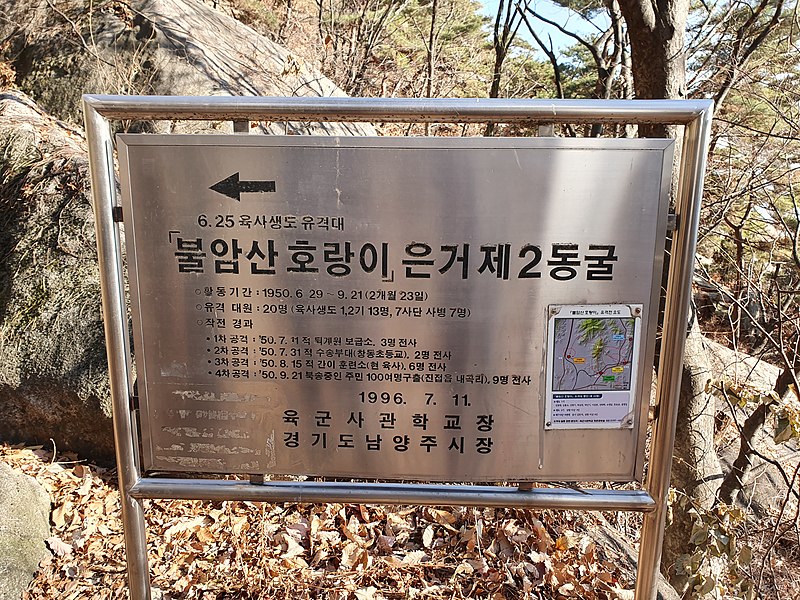 6.25 육사생도 유격대
「불암산 호랑이」은거 제2동굴
○ 활동기간 : 1950. 6 29 ~ 9. 21 (2개월 23일)
○ 유격 대원 : 20명 (육사생도 1,2기 13명, 7사단 사병 7명)
○ 작전 경과
• 1차 공격 : '50. 7. 11 적 퇴계원 보급소, 3명 전사
• 2차 공격 : '50. 7. 31 적 수송부대(창동초등교), 2명 전사
• 3차 공격 : '50. 8. 15 적 간이 훈련소(현 육사), 6명 전사
• 4차 공격 : '50. 9. 21 북송중인 주민 100여명구출(진접읍 내곡리), 9명 전사
1996. 7. 11.
육군사관학교장
경기도남양주시장